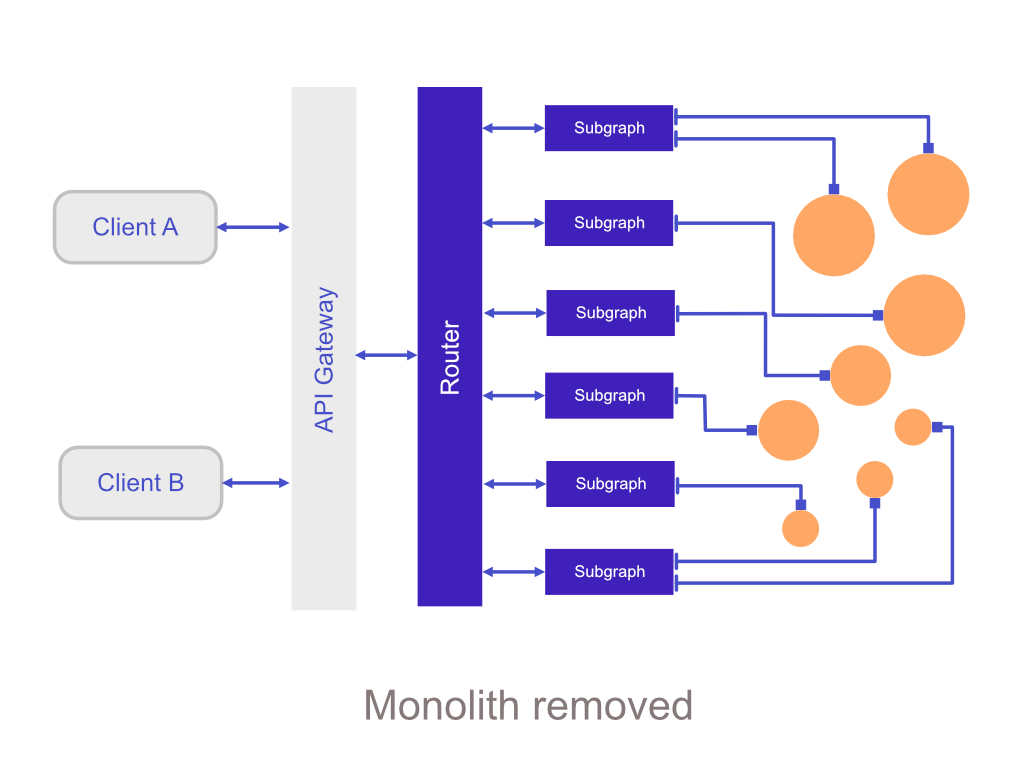 Client A
Client B
API Gateway
Router
Subgraph
Subgraph
Subgraph
Subgraph
Subgraph
Subgraph
Monolith removed